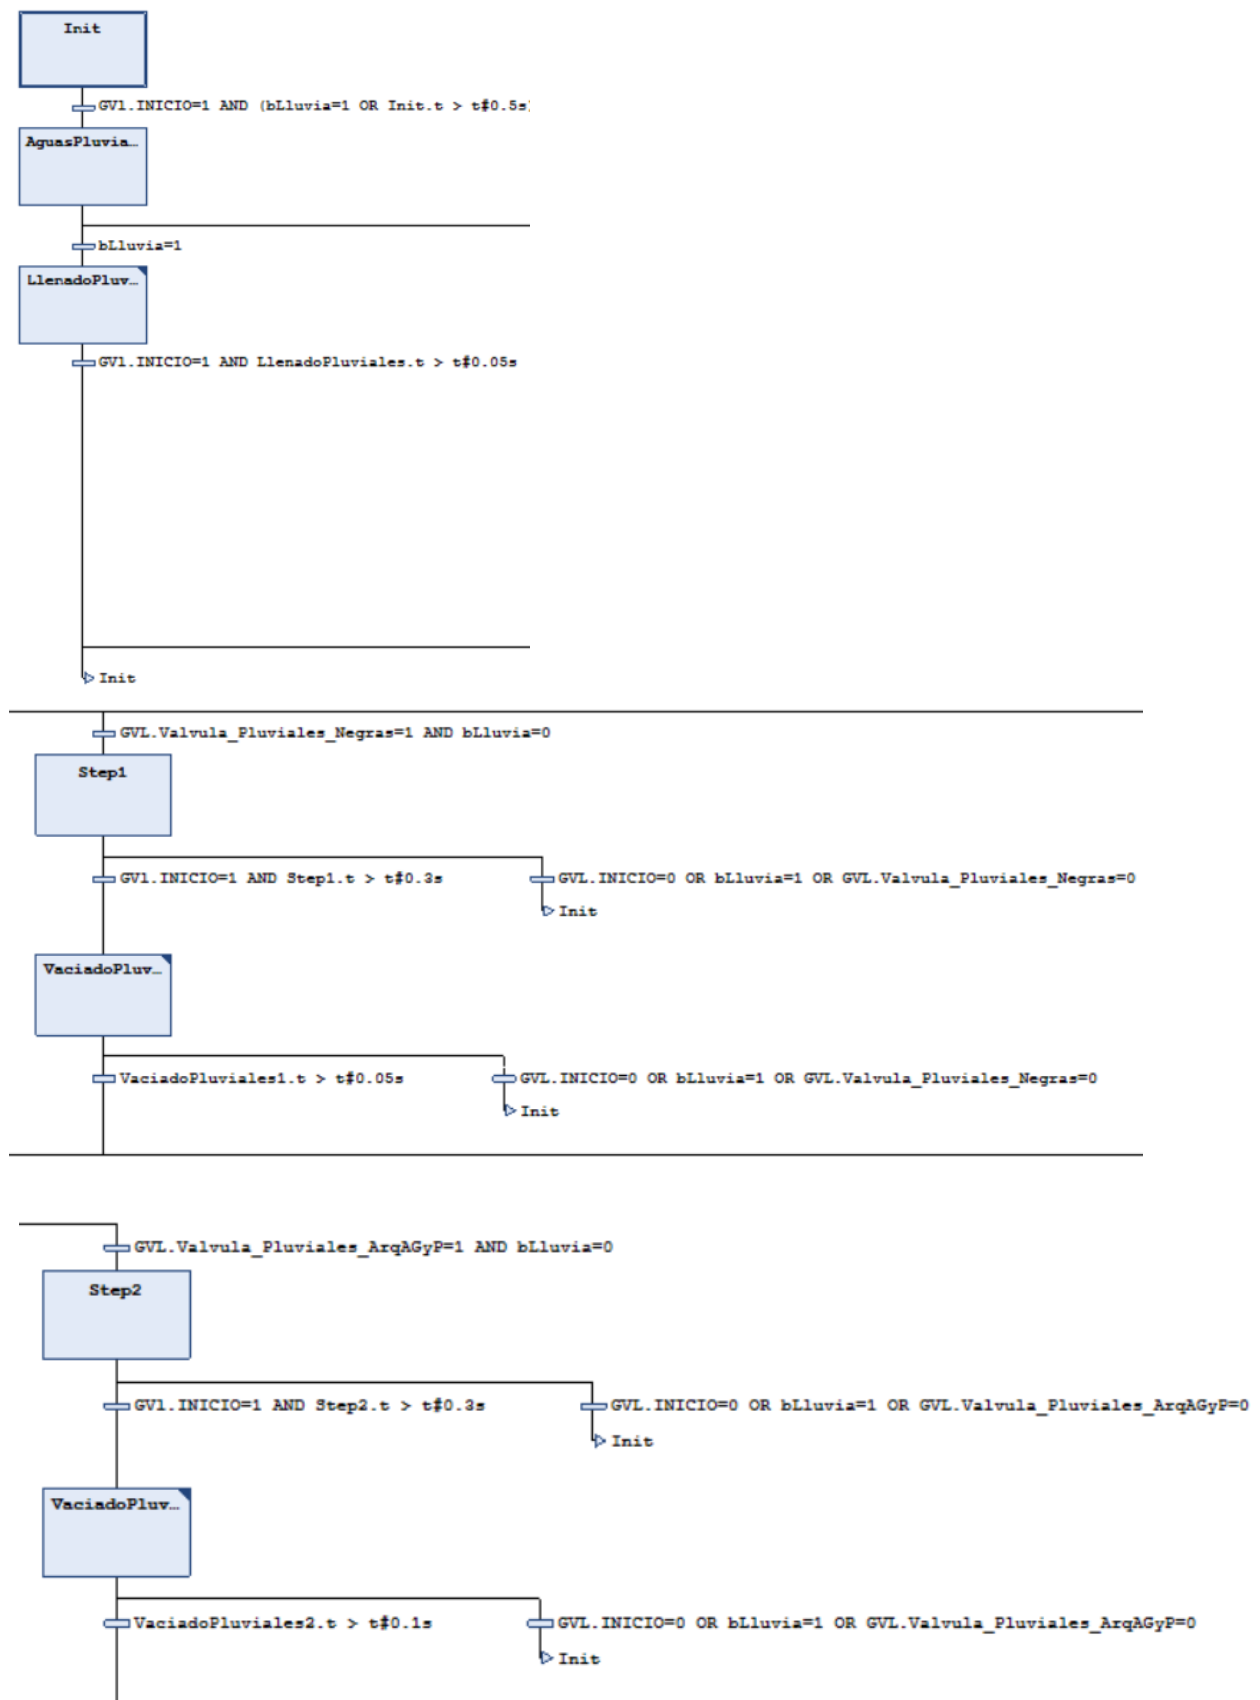 Init
GVl.INICIO=1 AND (bLluvia=1 OR Init.t > t#0.5s)
AguasPluvia…
bLluvia=1
LlenadoPluv…
GVl.INICIO=1 AND LlenadoPluviales.t > t#0.05s
Init
GVL.Valvula_Pluviales_Negras=1 AND bLluvia=0
Step1
GVl.INICIO=1 AND Step1.t > t#0.3s
GVL.INICIO=0 OR bLluvia=1 OR GVL.Valvula_Pluviales_Negras=0
Init
VaciadoPluv…
VaciadoPluviales1.t > t#0.05s
GVL.INICIO=0 OR bLluvia=1 OR GVL.Valvula_Pluviales_Negras=0
Init
GVL.Valvula_Pluviales_ArqAGyP=1 AND bLluvia=0
Step2
GVl.INICIO=1 AND Step2.t > t#0.3s
GVL.INICIO=0 OR bLluvia=1 OR GVL.Valvula_Pluviales_ArqAGyP=0
Init
VaciadoPluv…
VaciadoPluviales2.t > t#0.1s
GVL.INICIO=0 OR bLluvia=1 OR GVL.Valvula_Pluviales_ArqAGyP=0
Init